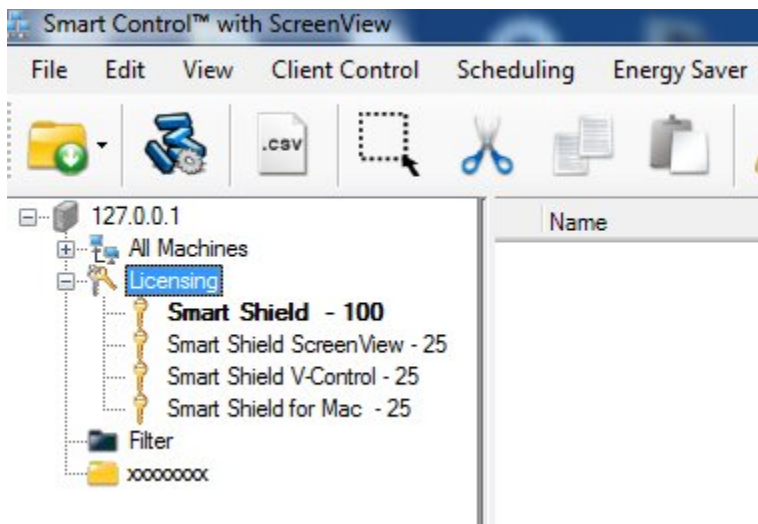 Smart Control™ with ScreenView
File Edit View Client Control Scheduling Energy Saver
.csv
127.0.0.1
Name
All Machines
Licensing
Smart Shield - 100
Smart Shield ScreenView - 25
Smart Shield V-Control - 25
Smart Shield for Mac - 25
Filter
xxxxxxxx